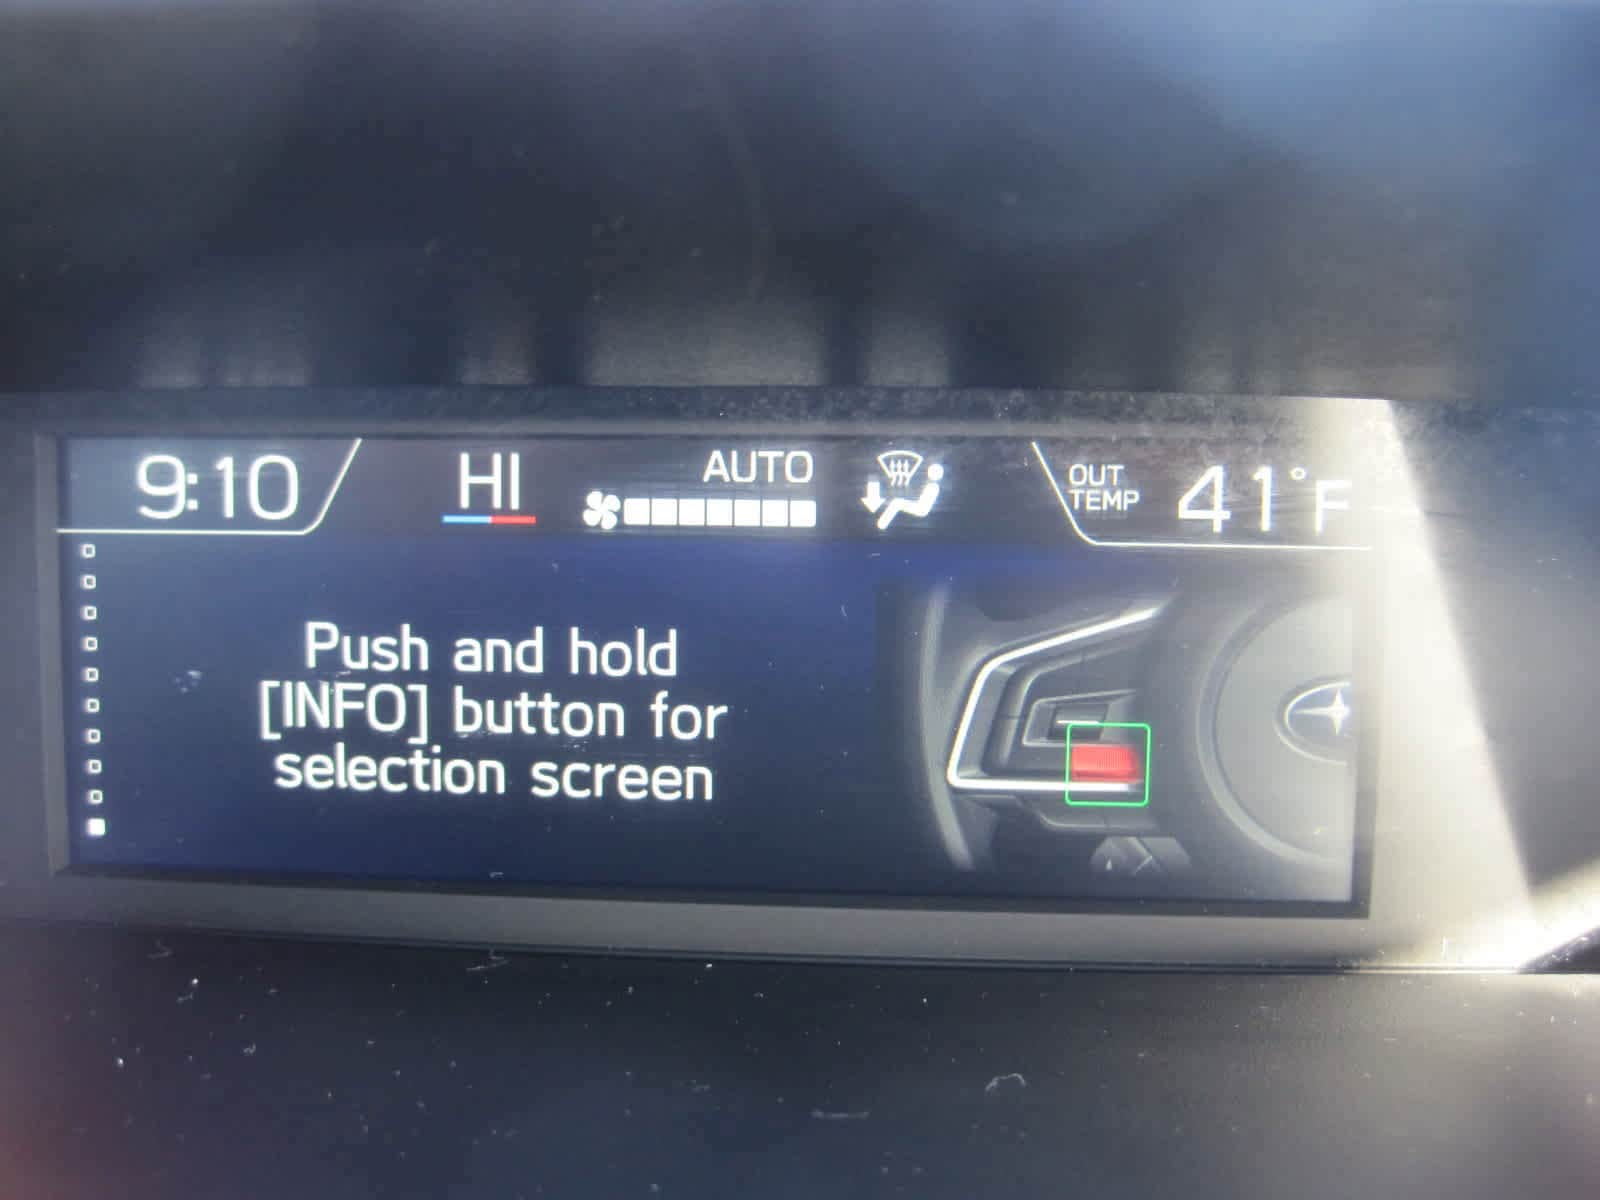 9:10
HI
AUTO
OUT
TEMP
41°F
Push and hold
[INFO] button for
selection screen